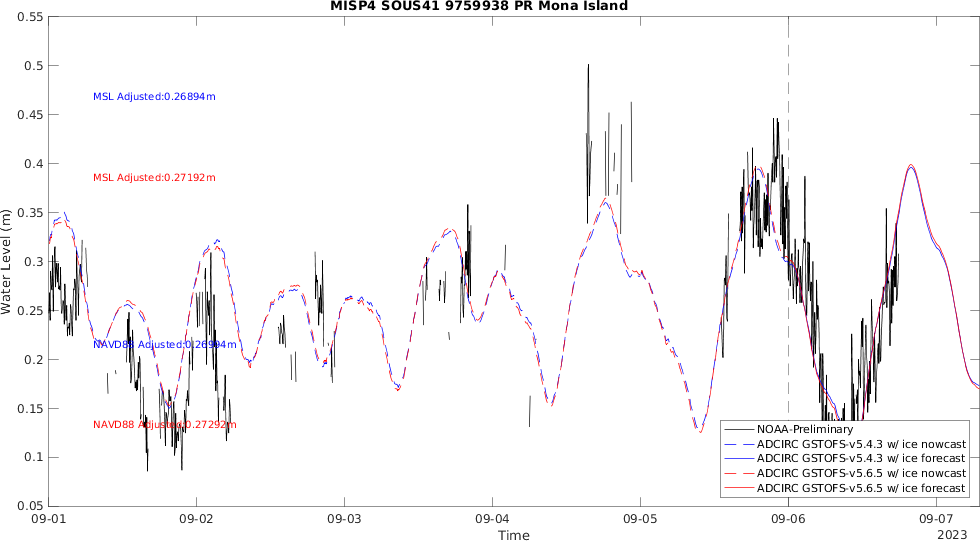 MISP4 SOUS41 9759938 PR Mona Island
Water Level (m)
0.55
0.5
0.45
0.4
0.35
0.3
0.25
0.2
0.15
0.1
0.05
MSL Adjusted:0.26894m
MSL Adjusted:0.27192m
NAVD88 Adjusted:0.26994m
NAVD88 Adjusted:0.27292m
NOAA-Preliminary
ADCIRC GSTOFS-v5.4.3 w/ ice nowcast
ADCIRC GSTOFS-v5.4.3 w/ ice forecast
ADCIRC GSTOFS-v5.6.5 w/ ice nowcast
ADCIRC GSTOFS-v5.6.5 w/ ice forecast
09-01 09-02 09-03 09-04 09-05 09-06 09-07
Time
2023